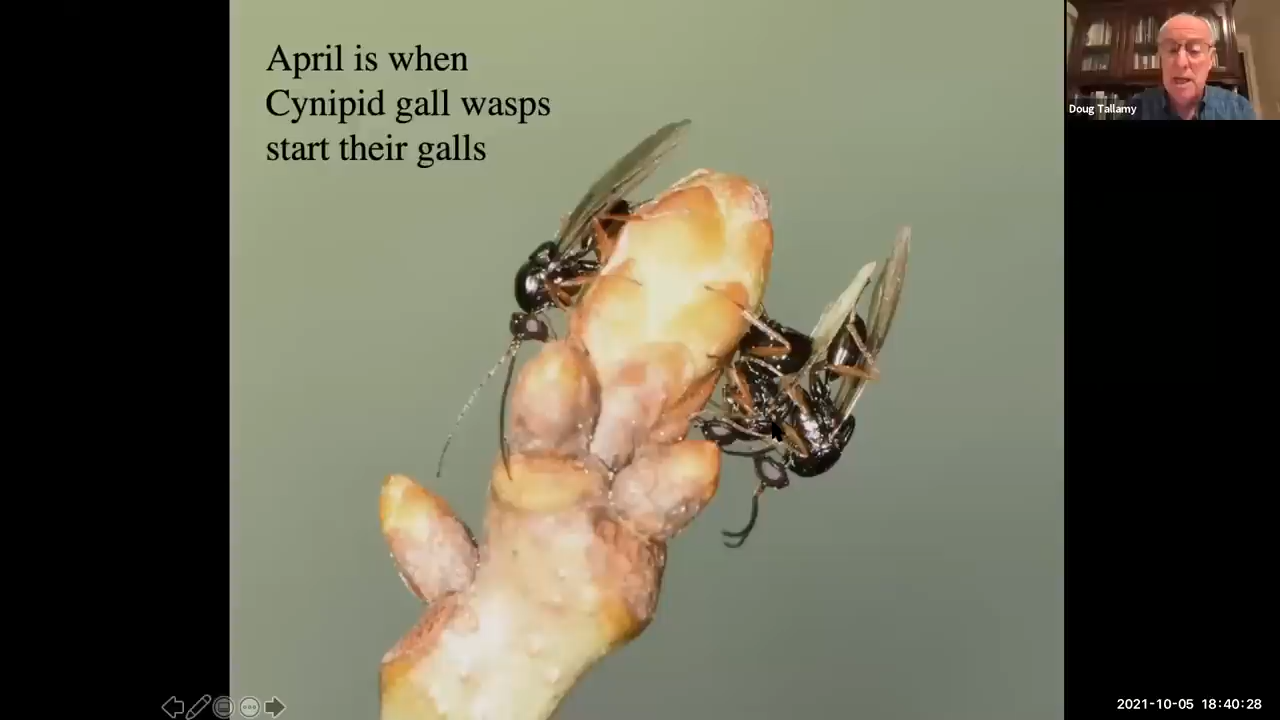 April is when
Cynipid gall wasps
start their galls
Doug Tallamy
2021-10-05 18:40:28